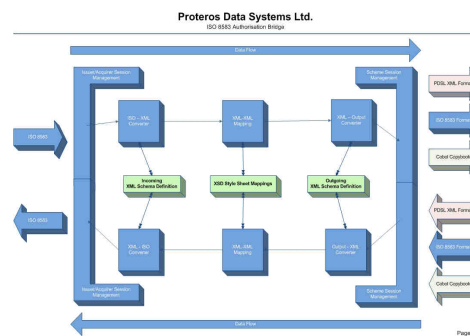 Proteros Data Systems Ltd.
ISO 8583 Authorisation Bridge
Data Flow
Issuer/Acquirer Session
Management
Scheme Session
Management
ISO – XML
Converter
XML-XML
Mapping
XML – Output
Converter
PDSL XML Forma
ISO 8583
ISO 8583 Forma
Cobol Copybook
Incoming
XML Schema Definition
XSD Style Sheet Mappings
Outgoing
XML Schema Definition
ISO 8583
PDSL XML Forma
XML - ISO
Converter
XML-XML
Mapping
Output – XML
Converter
ISO 8583 Forma
Cobol Copybook
Issuer/Acquirer Session
Management
Scheme Session
Management
Data Flow
Page